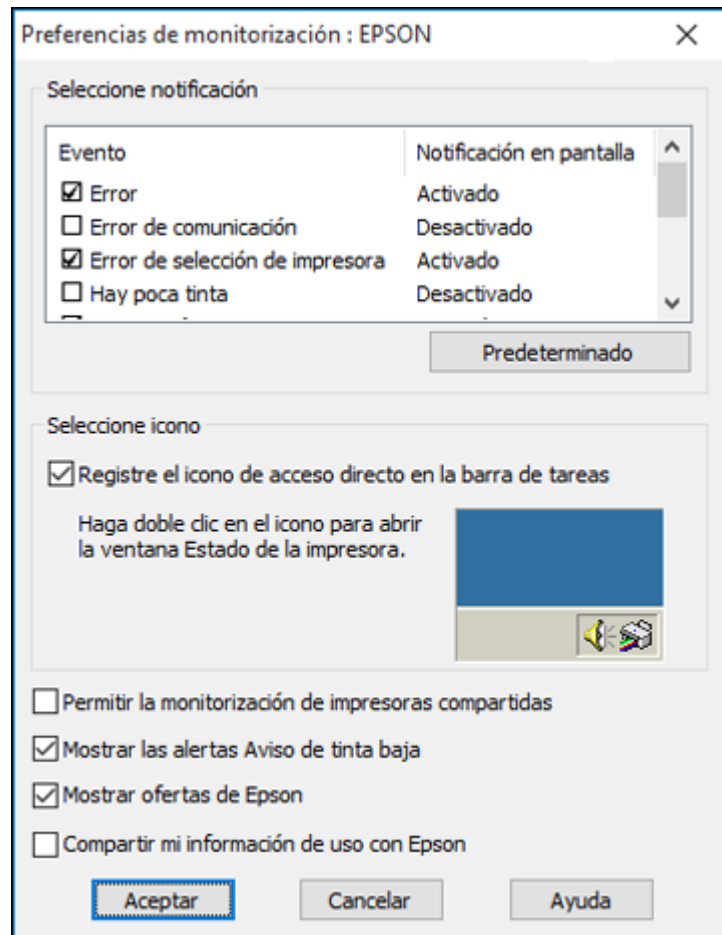 Preferencias de monitorización : EPSON
Seleccione notificación
Evento Notificación en pantalla
Error Activado
Error de comunicación Desactivado
Error de selección de impresora Activado
Hay poca tinta Desactivado
Predeterminado
Seleccione icono
Registre el icono de acceso directo en la barra de tareas
Haga doble clic en el icono para abrir
la ventana Estado de la impresora.
Permitir la monitorización de impresoras compartidas
Mostrar las alertas Aviso de tinta baja
Mostrar ofertas de Epson
Compartir mi información de uso con Epson
Aceptar Cancelar Ayuda